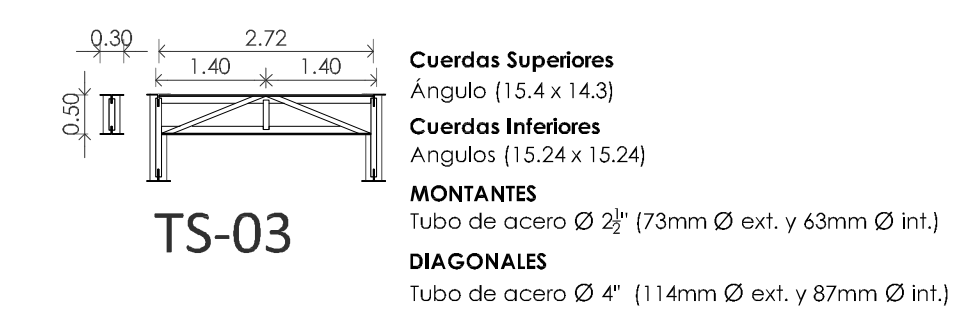 0.30
2.72
1.40 1.40
0.50
TS-03
Cuerdas Superiores
Ángulo (15.4 x 14.3)
Cuerdas Inferiores
Angulos (15.24 x 15.24)
MONTANTES
Tubo de acero Ø 2½" (73mm Ø ext. y 63mm Ø int.)
DIAGONALES
Tubo de acero Ø 4" (114mm Ø ext. y 87mm Ø int.)